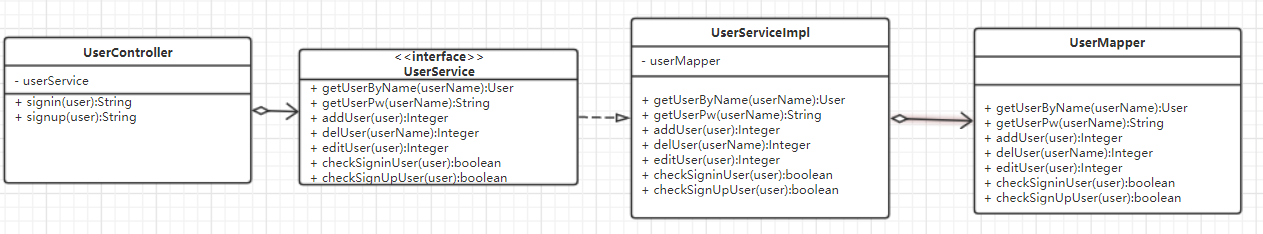 UserController
- userService
+ signin(user):String
+ signup(user):String
<<interface>>
UserService
+ getUserByName(userName):User
+ getUserPw(userName):String
+ addUser(user):Integer
+ delUser(userName):Integer
+ editUser(user):Integer
+ checkSigninUser(user):boolean
+ checkSignUpUser(user):boolean
UserServiceImpl
- userMapper
+ getUserByName(userName):User
+ getUserPw(userName):String
+ addUser(user):Integer
+ delUser(userName):Integer
+ editUser(user):Integer
+ checkSigninUser(user):boolean
+ checkSignUpUser(user):boolean
UserMapper
+ getUserByName(userName):User
+ getUserPw(userName):String
+ addUser(user):Integer
+ delUser(userName):Integer
+ editUser(user):Integer
+ checkSigninUser(user):boolean
+ checkSignUpUser(user):boolean